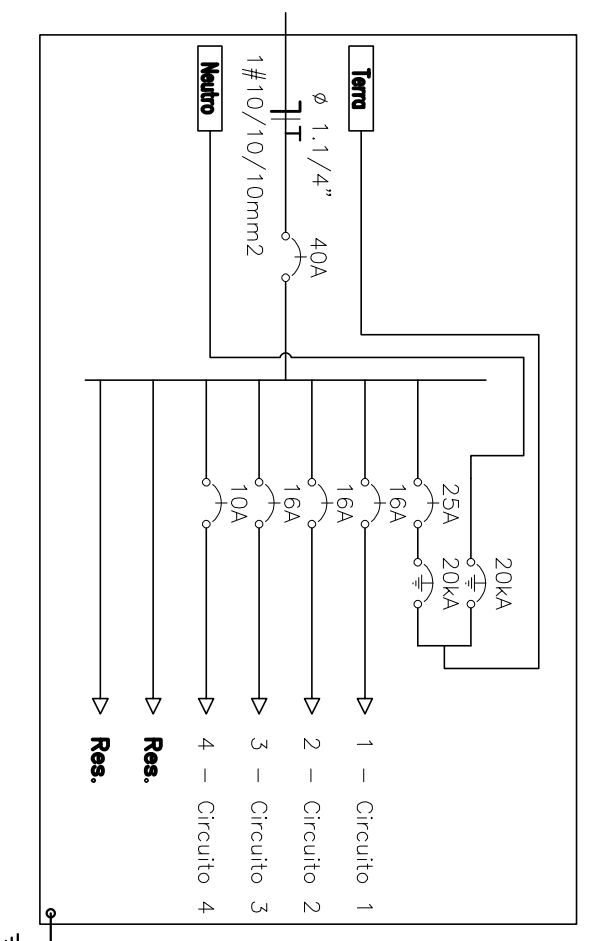 Terra
ø 1.1/4”
1#10/10/10mm2
Neutro
40A
20kA
25A
20kA
16A
16A
16A
10A
1 – Circuito 1
2 – Circuito 2
3 – Circuito 3
4 – Circuito 4
Res.
Res.